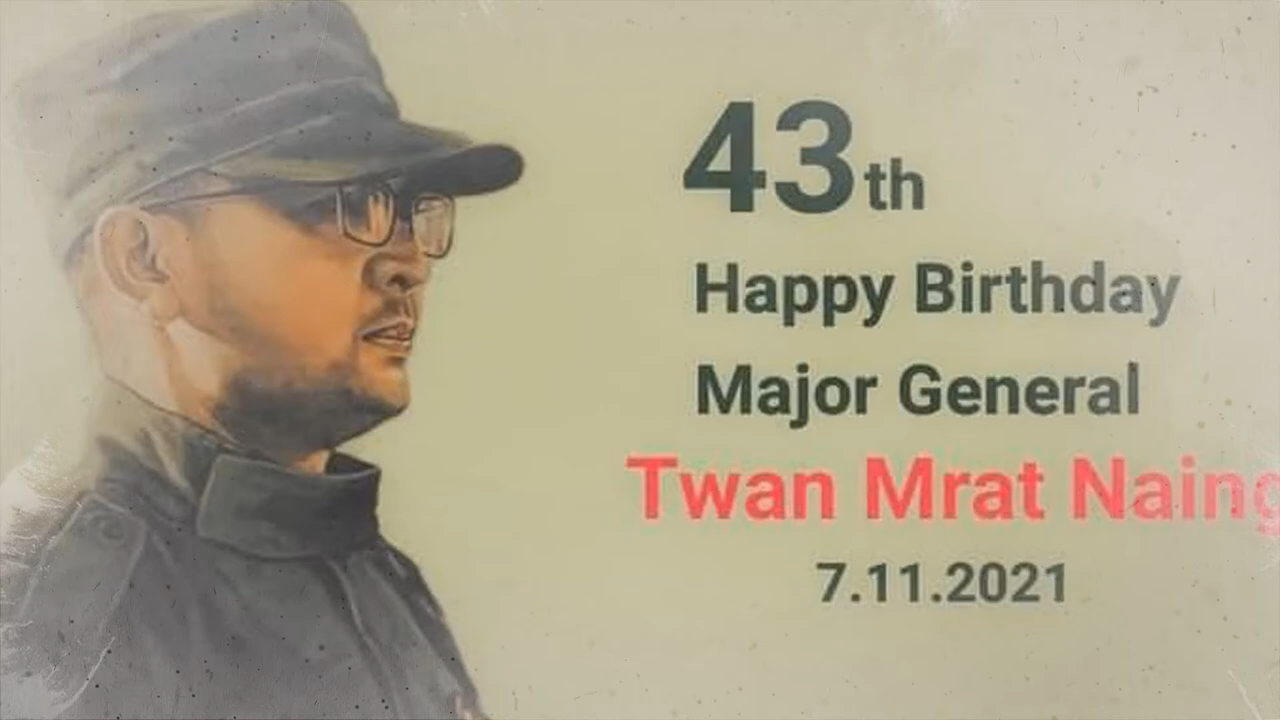 43th
Happy Birthday
Major General
Twan Mrat Naing
7.11.2021